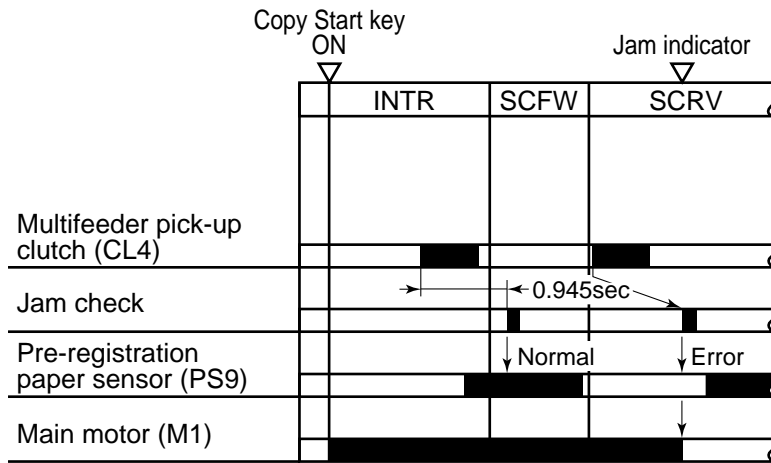 Copy Start key
ON
Jam indicator
INTR
SCFW
SCRV
Multifeeder pick-up
clutch (CL4)
0.945sec
Jam check
Pre-registration
paper sensor (PS9)
Normal
Error
Main motor (M1)